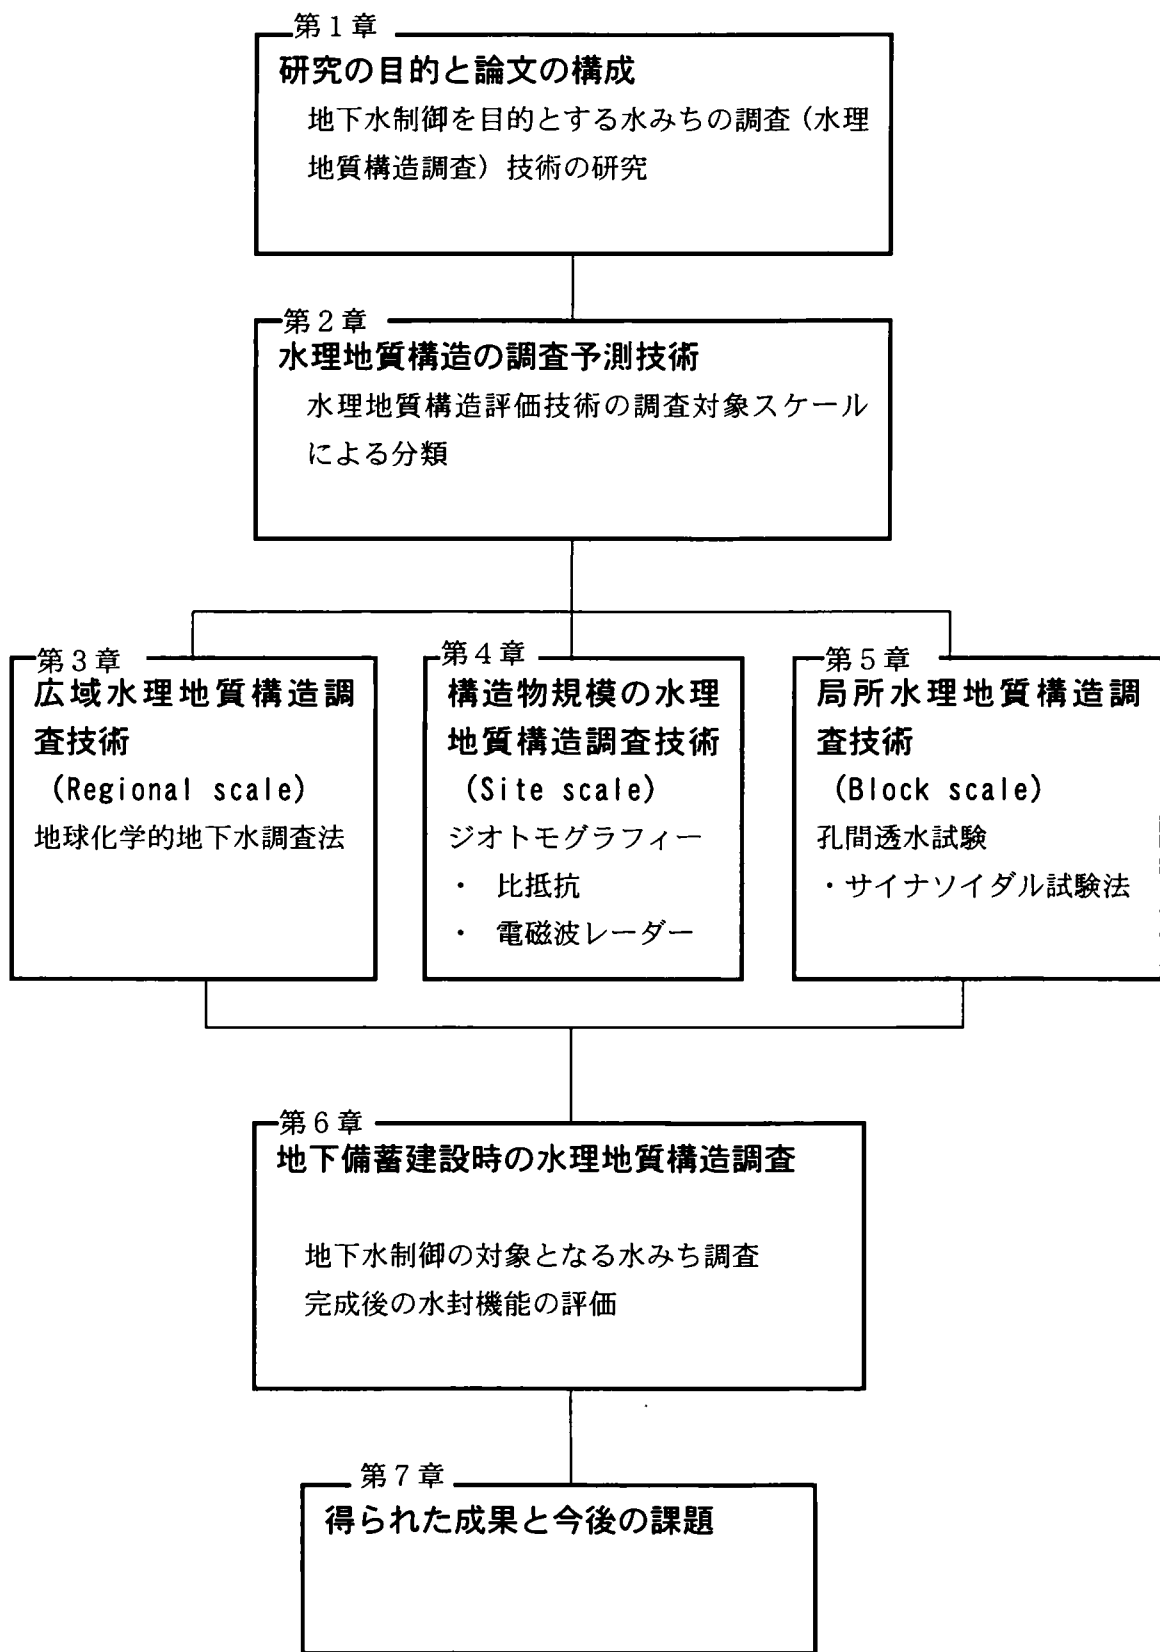 第1章
研究の目的と論文の構成
地下水制御を目的とする水みちの調査(水理
地質構造調査)技術の研究
第2章
水理地質構造の調査予測技術
水理地質構造評価技術の調査対象スケール
による分類
第3章
広域水理地質構造調
査技術
(Regional scale)
地球化学的地下水調査法
第4章
構造物規模の水理
地質構造調査技術
(Site scale)
ジオトモグラフィー
・ 比抵抗
・ 電磁波レーダー
第5章
局所水理地質構造調
査技術
(Block scale)
孔間透水試験
・サイナソイダル試験法
第6章
地下備蓄建設時の水理地質構造調査
地下水制御の対象となる水みち調査
完成後の水封機能の評価
第7章
得られた成果と今後の課題